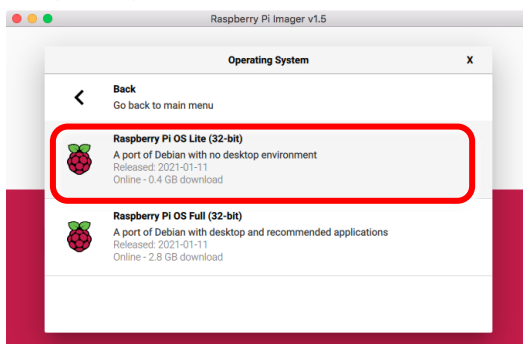 Raspberry Pi Imager v1.5
Operating System X
Back
Go back to main menu
Raspberry Pi OS Lite (32-bit)
A port of Debian with no desktop environment
Released: 2021-01-11
Online - 0.4 GB download
Raspberry Pi OS Full (32-bit)
A port of Debian with desktop and recommended applications
Released: 2021-01-11
Online - 2.8 GB download